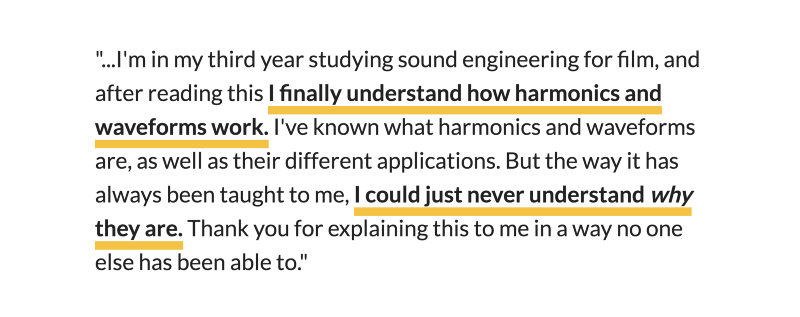 "...I'm in my third year studying sound engineering for film, and
after reading this I finally understand how harmonics and
waveforms work. I've known what harmonics and waveforms
are, as well as their different applications. But the way it has
always been taught to me, I could just never understand why
they are. Thank you for explaining this to me in a way no one
else has been able to."